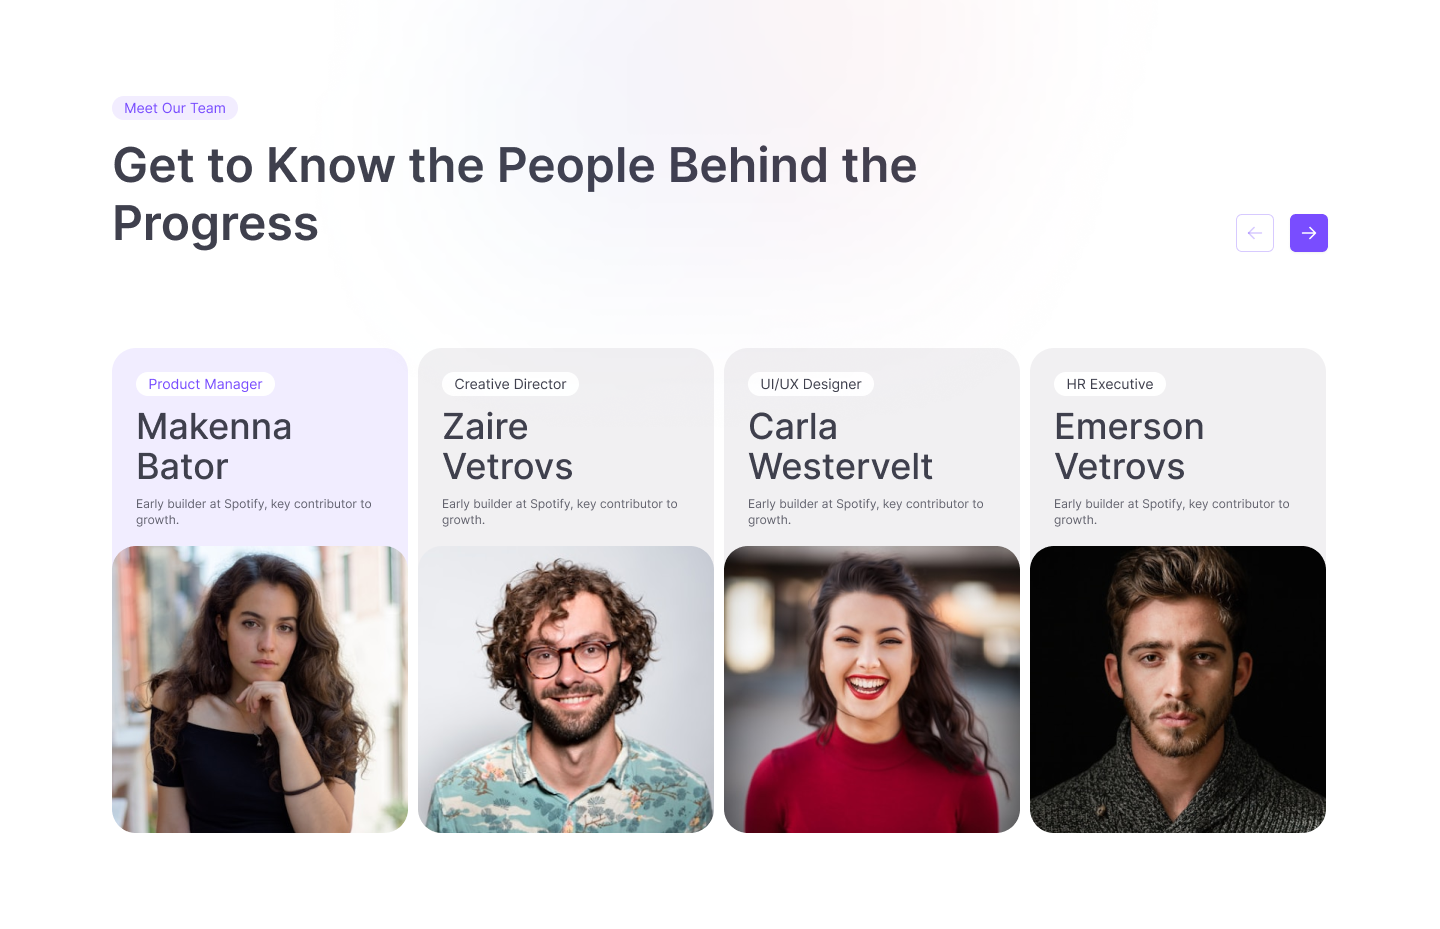 Meet Our Team
Get to Know the People Behind the
Progress
Product Manager
Makenna
Bator
Early builder at Spotify, key contributor to
growth.
Creative Director
Zaire
Vetrovs
Early builder at Spotify, key contributor to
growth.
UI/UX Designer
Carla
Westervelt
Early builder at Spotify, key contributor to
growth.
HR Executive
Emerson
Vetrovs
Early builder at Spotify, key contributor to
growth.